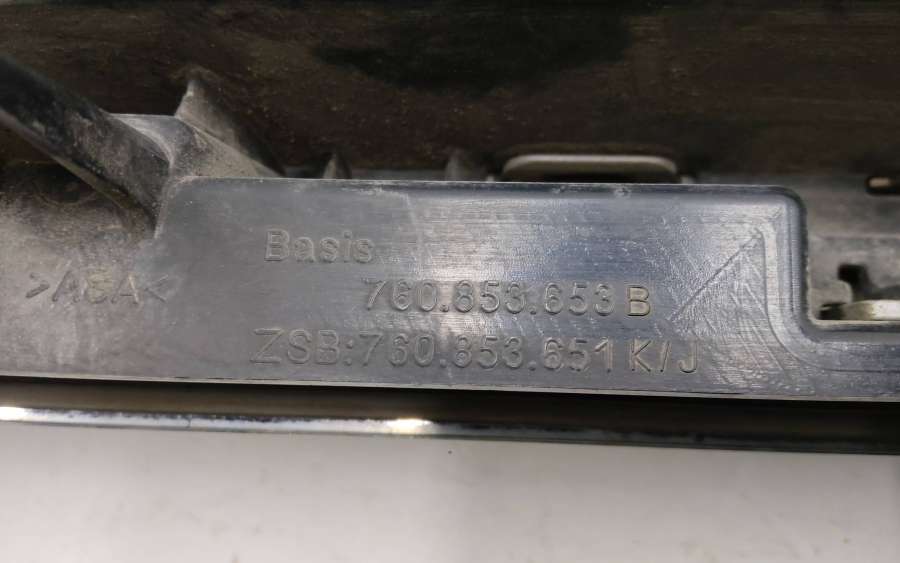 Basis
>ASA<
760.853.653 B
ZSB:760.853.651 K/J